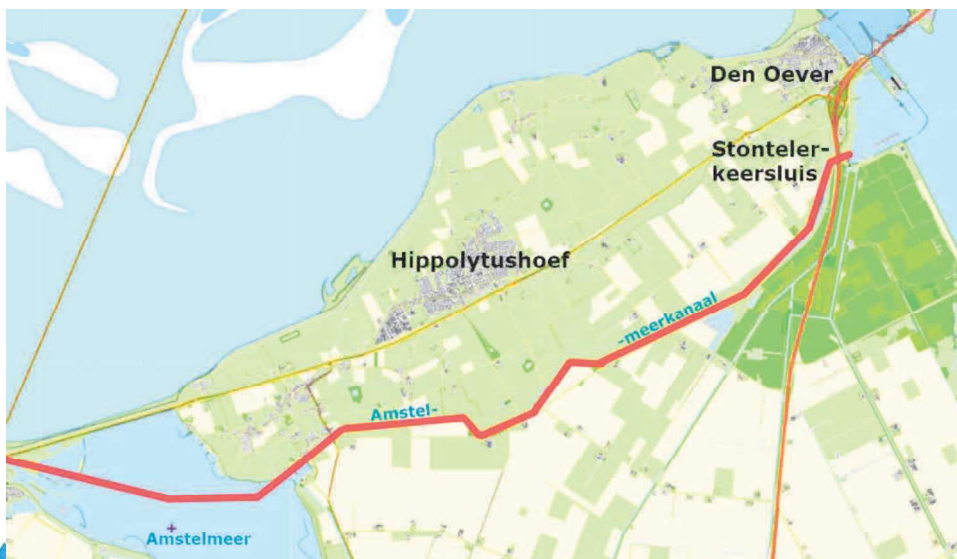 Den Oever
Stonteler-
keersluis
Hippolytushoef
-meerkanaal
Amstel-
Amstelmeer